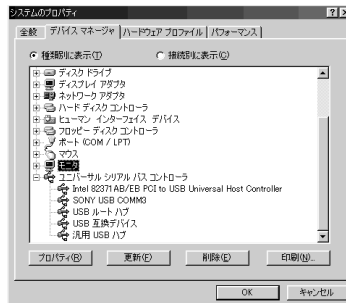 システムのプロパティ
全般 デバイス マネージャ ハードウェア プロファイル パフォーマンス
種類別に表示(T) 接続別に表示(C)
ディスク ドライブ
ディスプレイ アダプタ
ネットワーク アダプタ
ハード ディスク コントローラ
ヒューマン インターフェイス デバイス
フロッピー ディスク コントローラ
ポート (COM / LPT)
マウス
モニタ
ユニバーサル シリアル バス コントローラ
Intel 82371AB/EB PCI to USB Universal Host Controller
SONY USB COMM3
USB ルート ハブ
USB 互換デバイス
汎用 USB ハブ
プロパティ(R) 更新(F) 削除(E) 印刷(N)...
OK キャンセル